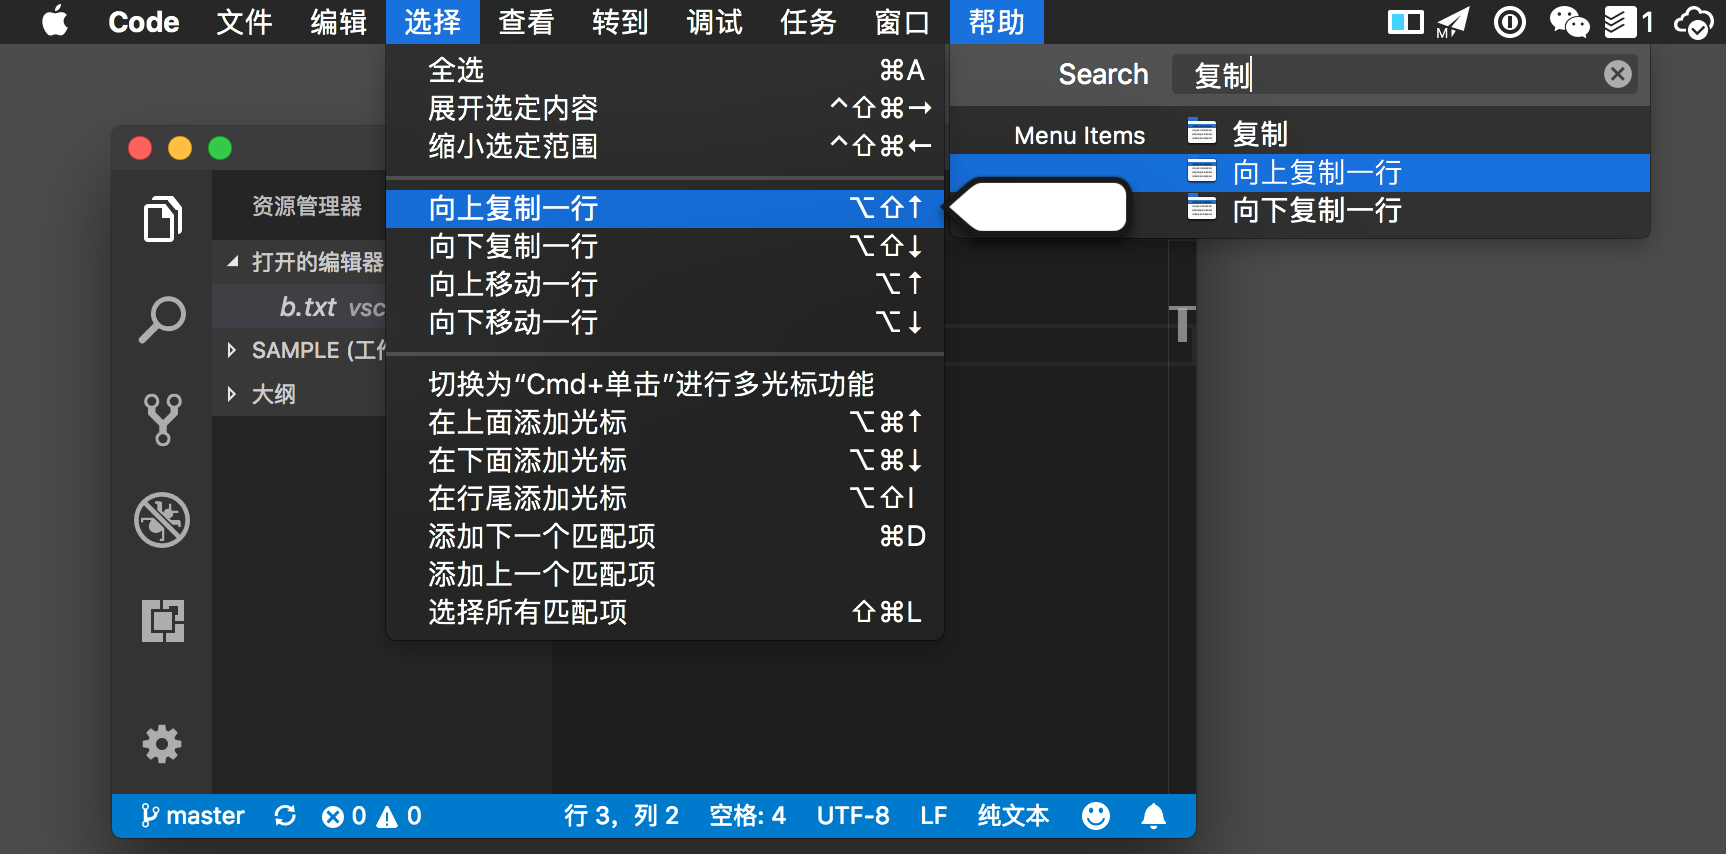 Code 文件 编辑 选择 查看 转到 调试 任务 窗口 帮助 M 1
Search 复制
Menu Items 复制
向上复制一行
向下复制一行
全选 ⌘A
展开选定内容 ^⇧⌘→
缩小选定范围 ^⇧⌘←
向上复制一行 ⌥⇧↑
向下复制一行 ⌥⇧↓
向上移动一行 ⌥↑
向下移动一行 ⌥↓
切换为“Cmd+单击”进行多光标功能
在上面添加光标 ⌥⌘↑
在下面添加光标 ⌥⌘↓
在行尾添加光标 ⌥⇧I
添加下一个匹配项 ⌘D
添加上一个匹配项
选择所有匹配项 ⇧⌘L
资源管理器
打开的编辑器
b.txt vsc
SAMPLE (工作
大纲
master 0 0 行 3，列 2 空格: 4 UTF-8 LF 纯文本